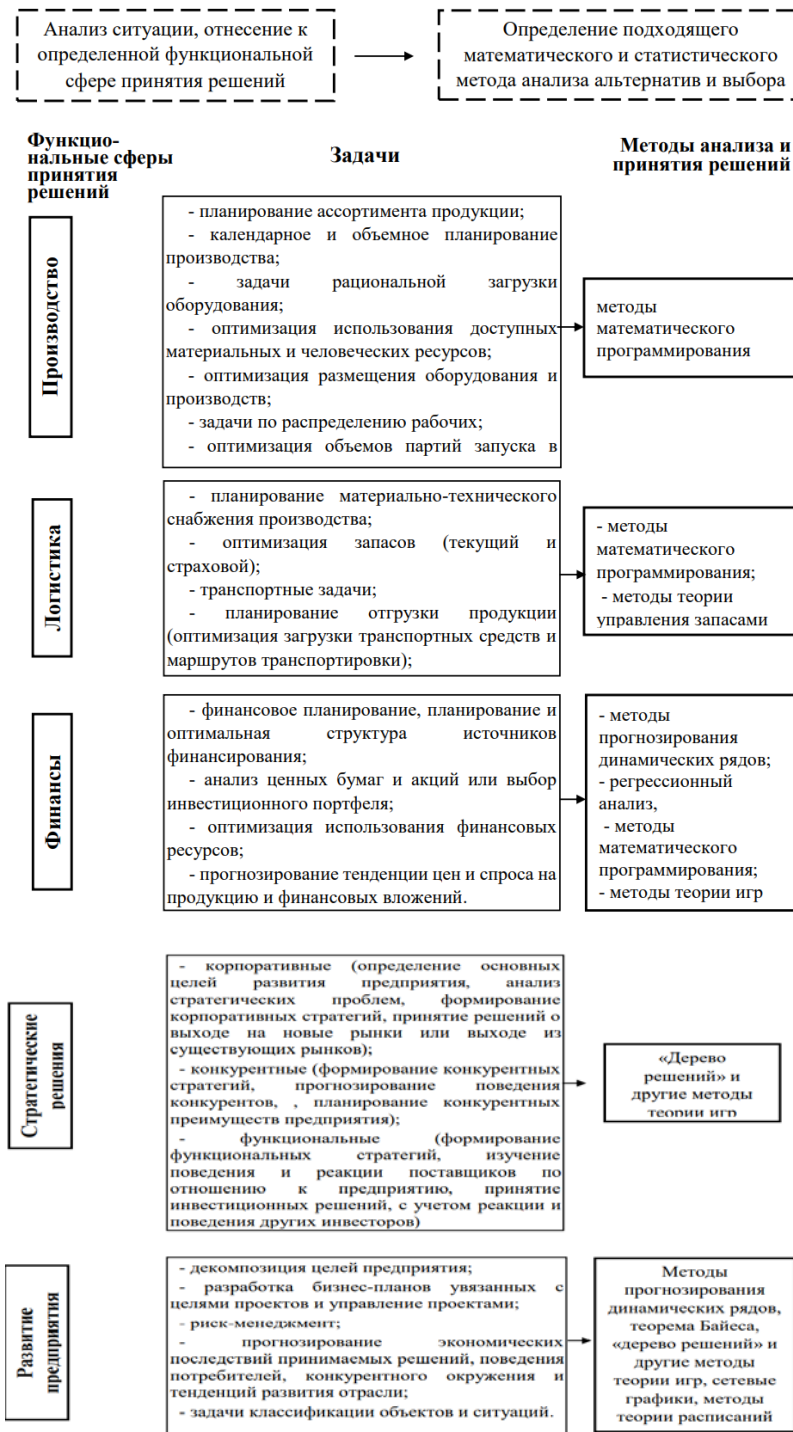 Анализ ситуации, отнесение к
определенной функциональной
сфере принятия решений
Определение подходящего
математического и статистического
метода анализа альтернатив и выбора
Функцио-
нальные сферы
принятия
решений
Задачи
Методы анализа и
принятия решений
Производство
- планирование ассортимента продукции;
- календарное и объемное планирование
производства;
- задачи рациональной загрузки
оборудования;
- оптимизация использования доступных
материальных и человеческих ресурсов;
- оптимизация размещения оборудования и
производств;
- задачи по распределению рабочих;
- оптимизация объемов партий запуска в
методы
математического
программирования
Логистика
- планирование материально-технического
снабжения производства;
- оптимизация запасов (текущий и
страховой);
- транспортные задачи;
- планирование отгрузки продукции
(оптимизация загрузки транспортных средств и
маршрутов транспортировки);
- методы
математического
программирования;
- методы теории
управления запасами
Финансы
- финансовое планирование, планирование и
оптимальная структура источников
финансирования;
- анализ ценных бумаг и акций или выбор
инвестиционного портфеля;
- оптимизация использования финансовых
ресурсов;
- прогнозирование тенденции цен и спроса на
продукцию и финансовых вложений.
- методы
прогнозирования
динамических рядов;
- регрессионный
анализ,
- методы
математического
программирования;
- методы теории игр
Стратегические
решения
- корпоративные (определение основных
целей развития предприятия, анализ
стратегических проблем, формирование
корпоративных стратегий, принятие решений о
выходе на новые рынки или выходе из
существующих рынков);
- конкурентные (формирование конкурентных
стратегий, прогнозирование поведения
конкурентов, , планирование конкурентных
преимуществ предприятия);
- функциональные (формирование
функциональных стратегий, изучение
поведения и реакции поставщиков по
отношению к предприятию, принятие
инвестиционных решений, с учетом реакции и
поведения других инвесторов)
«Дерево
решений» и
другие методы
теории игр
Развитие
предприятия
- декомпозиция целей предприятия;
- разработка бизнес-планов увязанных с
целями проектов и управление проектами;
- риск-менеджмент;
- прогнозирование экономических
последствий принимаемых решений, поведения
потребителей, конкурентного окружения и
тенденций развития отрасли;
- задачи классификации объектов и ситуаций.
Методы
прогнозирования
динамических рядов,
теорема Байеса,
«дерево решений» и
другие методы
теории игр, сетевые
графики, методы
теории расписаний